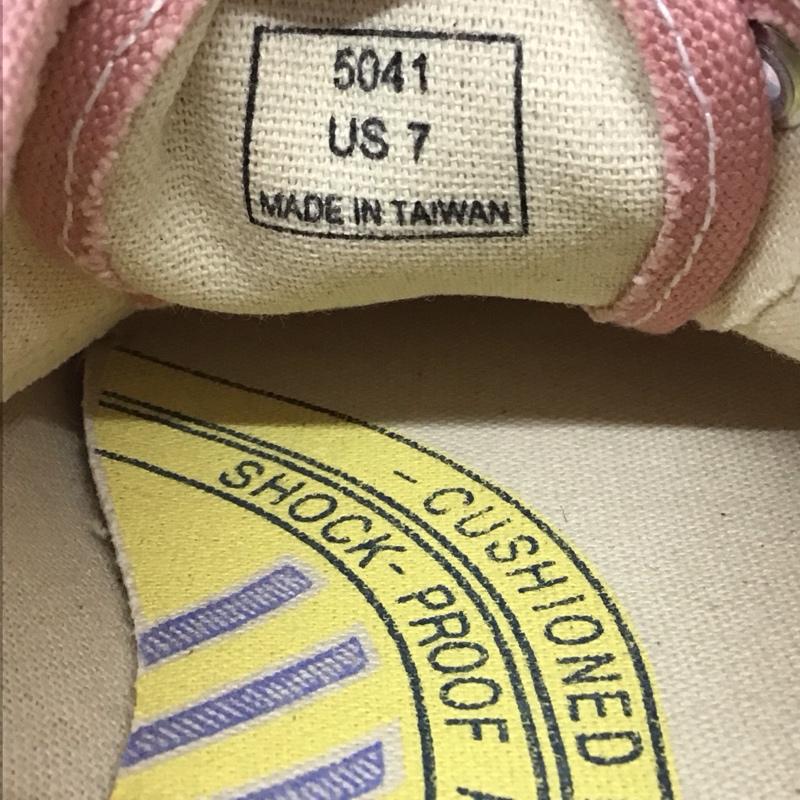 5041
US 7
MADE IN TAIWAN
- CUSHIONED
SHOCK-PROOF